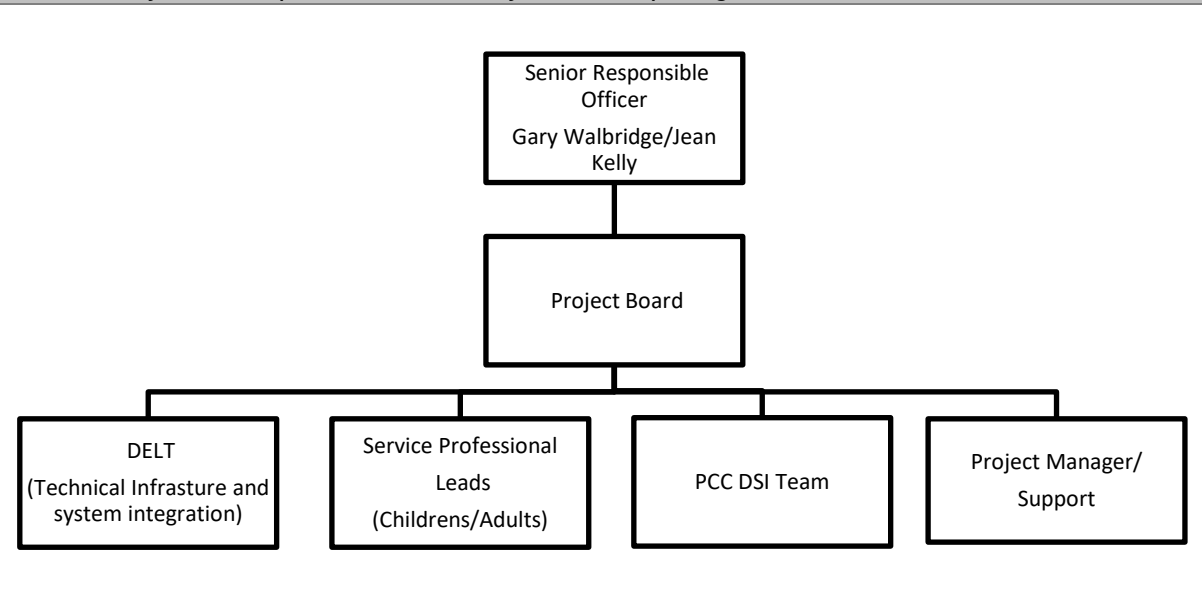 Senior Responsible
Officer
Gary Walbridge/Jean
Kelly
Project Board
DELT
(Technical Infrasture and
system integration)
Service Professional
Leads
(Childrens/Adults)
PCC DSI Team
Project Manager/
Support